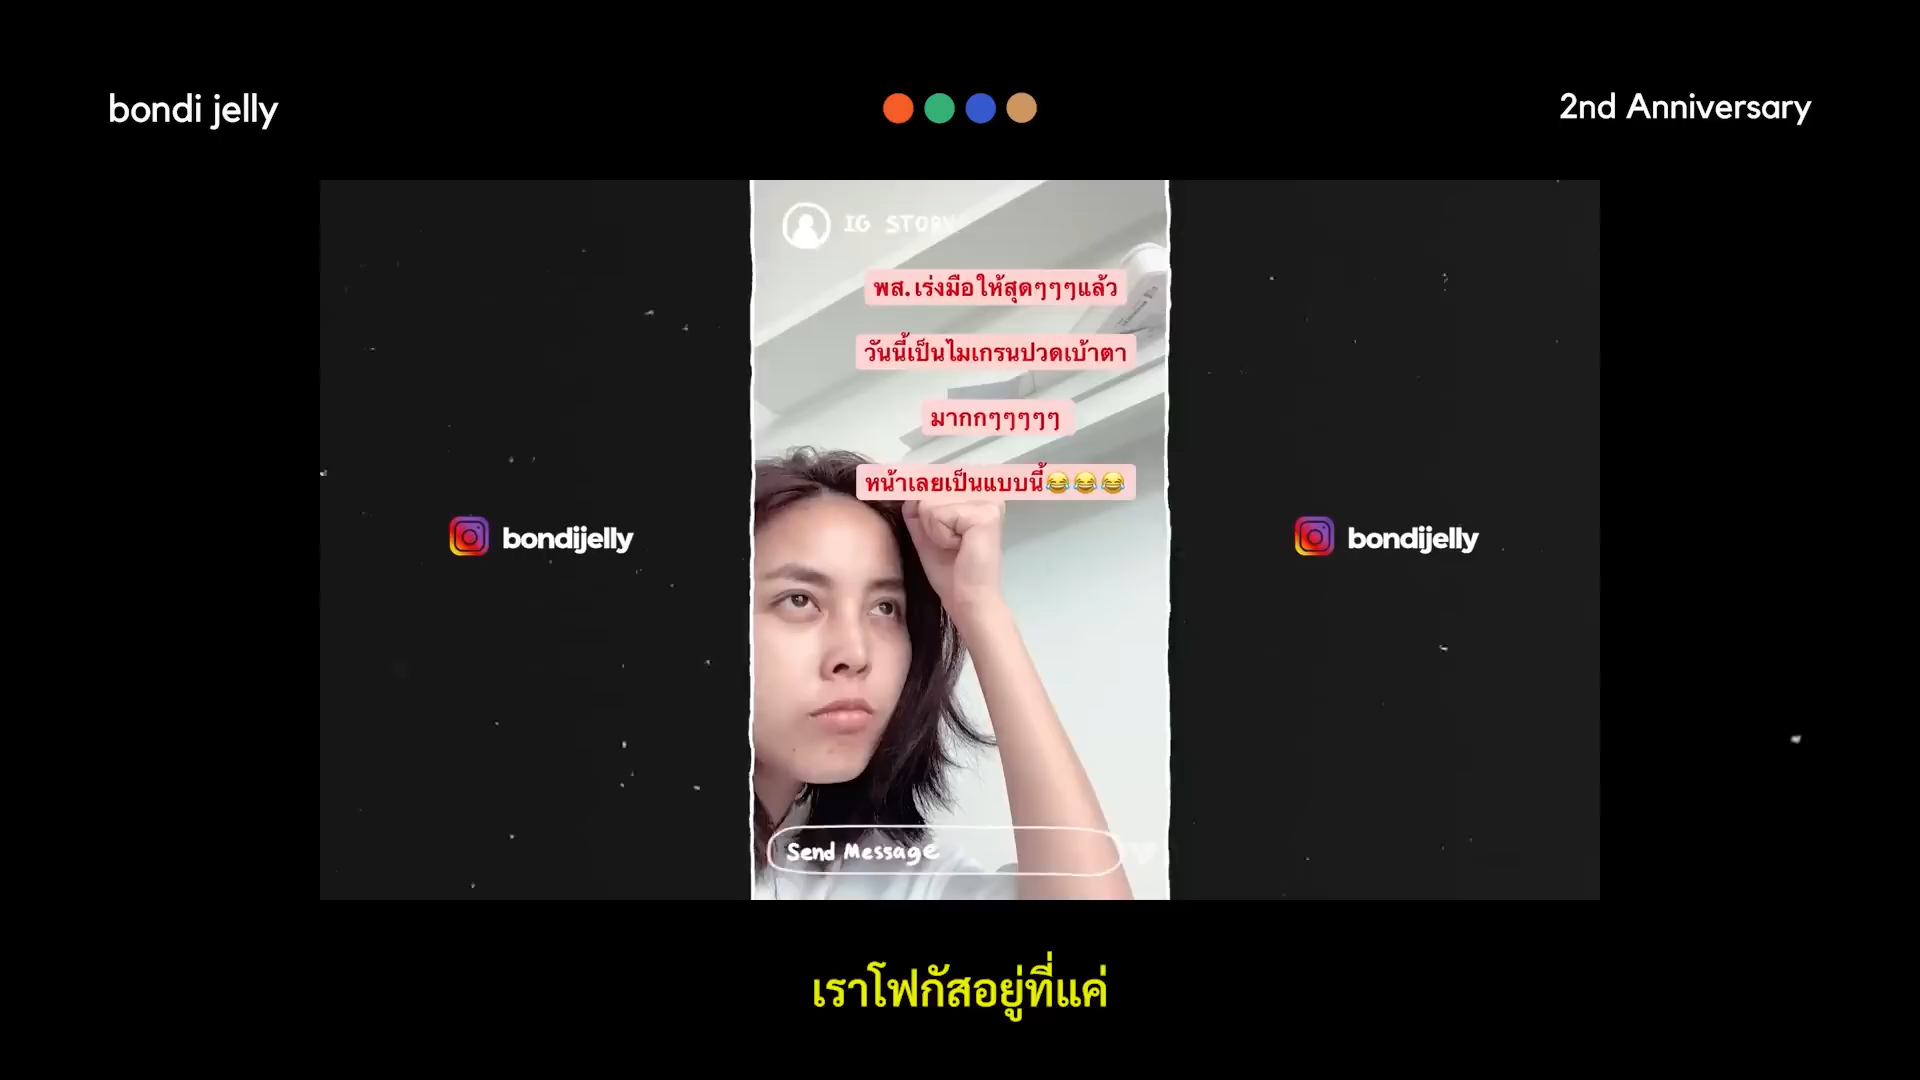 bondi jelly
2nd Anniversary
IG STORY
พส.เร่งมือให้สุดๆๆๆแล้ว
วันนี้เป็นไมเกรนปวดเบ้าตา
มากกๆๆๆๆๆ
หน้าเลยเป็นแบบนี้😂😂😂
bondijelly
bondijelly
Send Message
เราโฟกัสอยู่ที่แค่